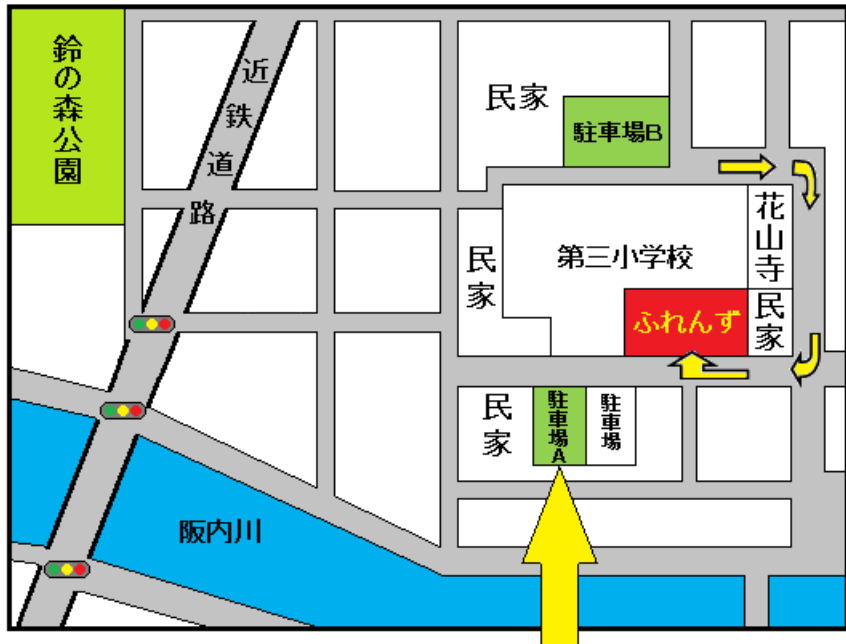 鈴の森公園
近鉄道路
民家
駐車場B
花山寺
第三小学校
民家
ふれんず
民家
民家
駐車場A
駐車場
阪内川